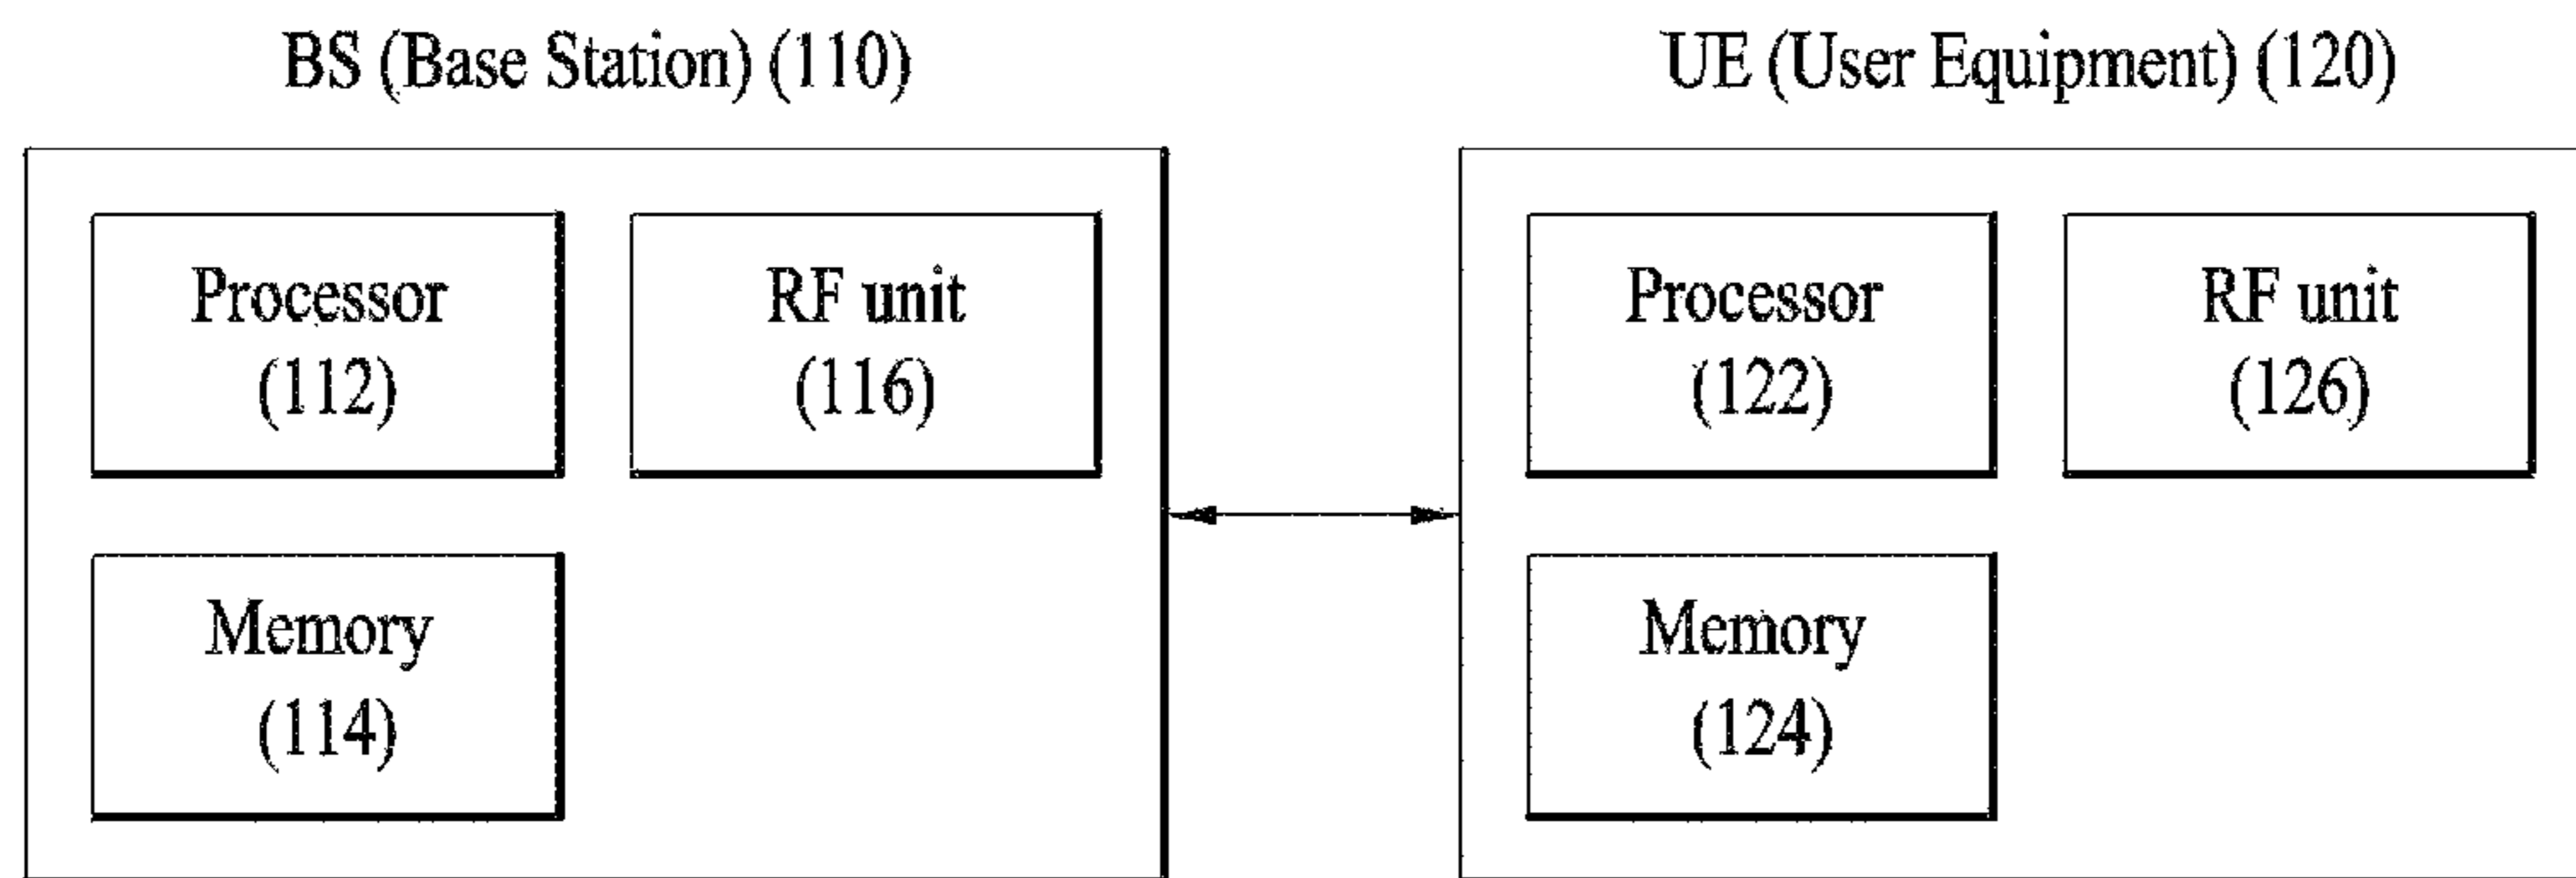 BS (Base Station) (110)
Processor
(112)
RF unit
(116)
Memory
(114)
UE (User Equipment) (120)
Processor
(122)
RF unit
(126)
Memory
(124)